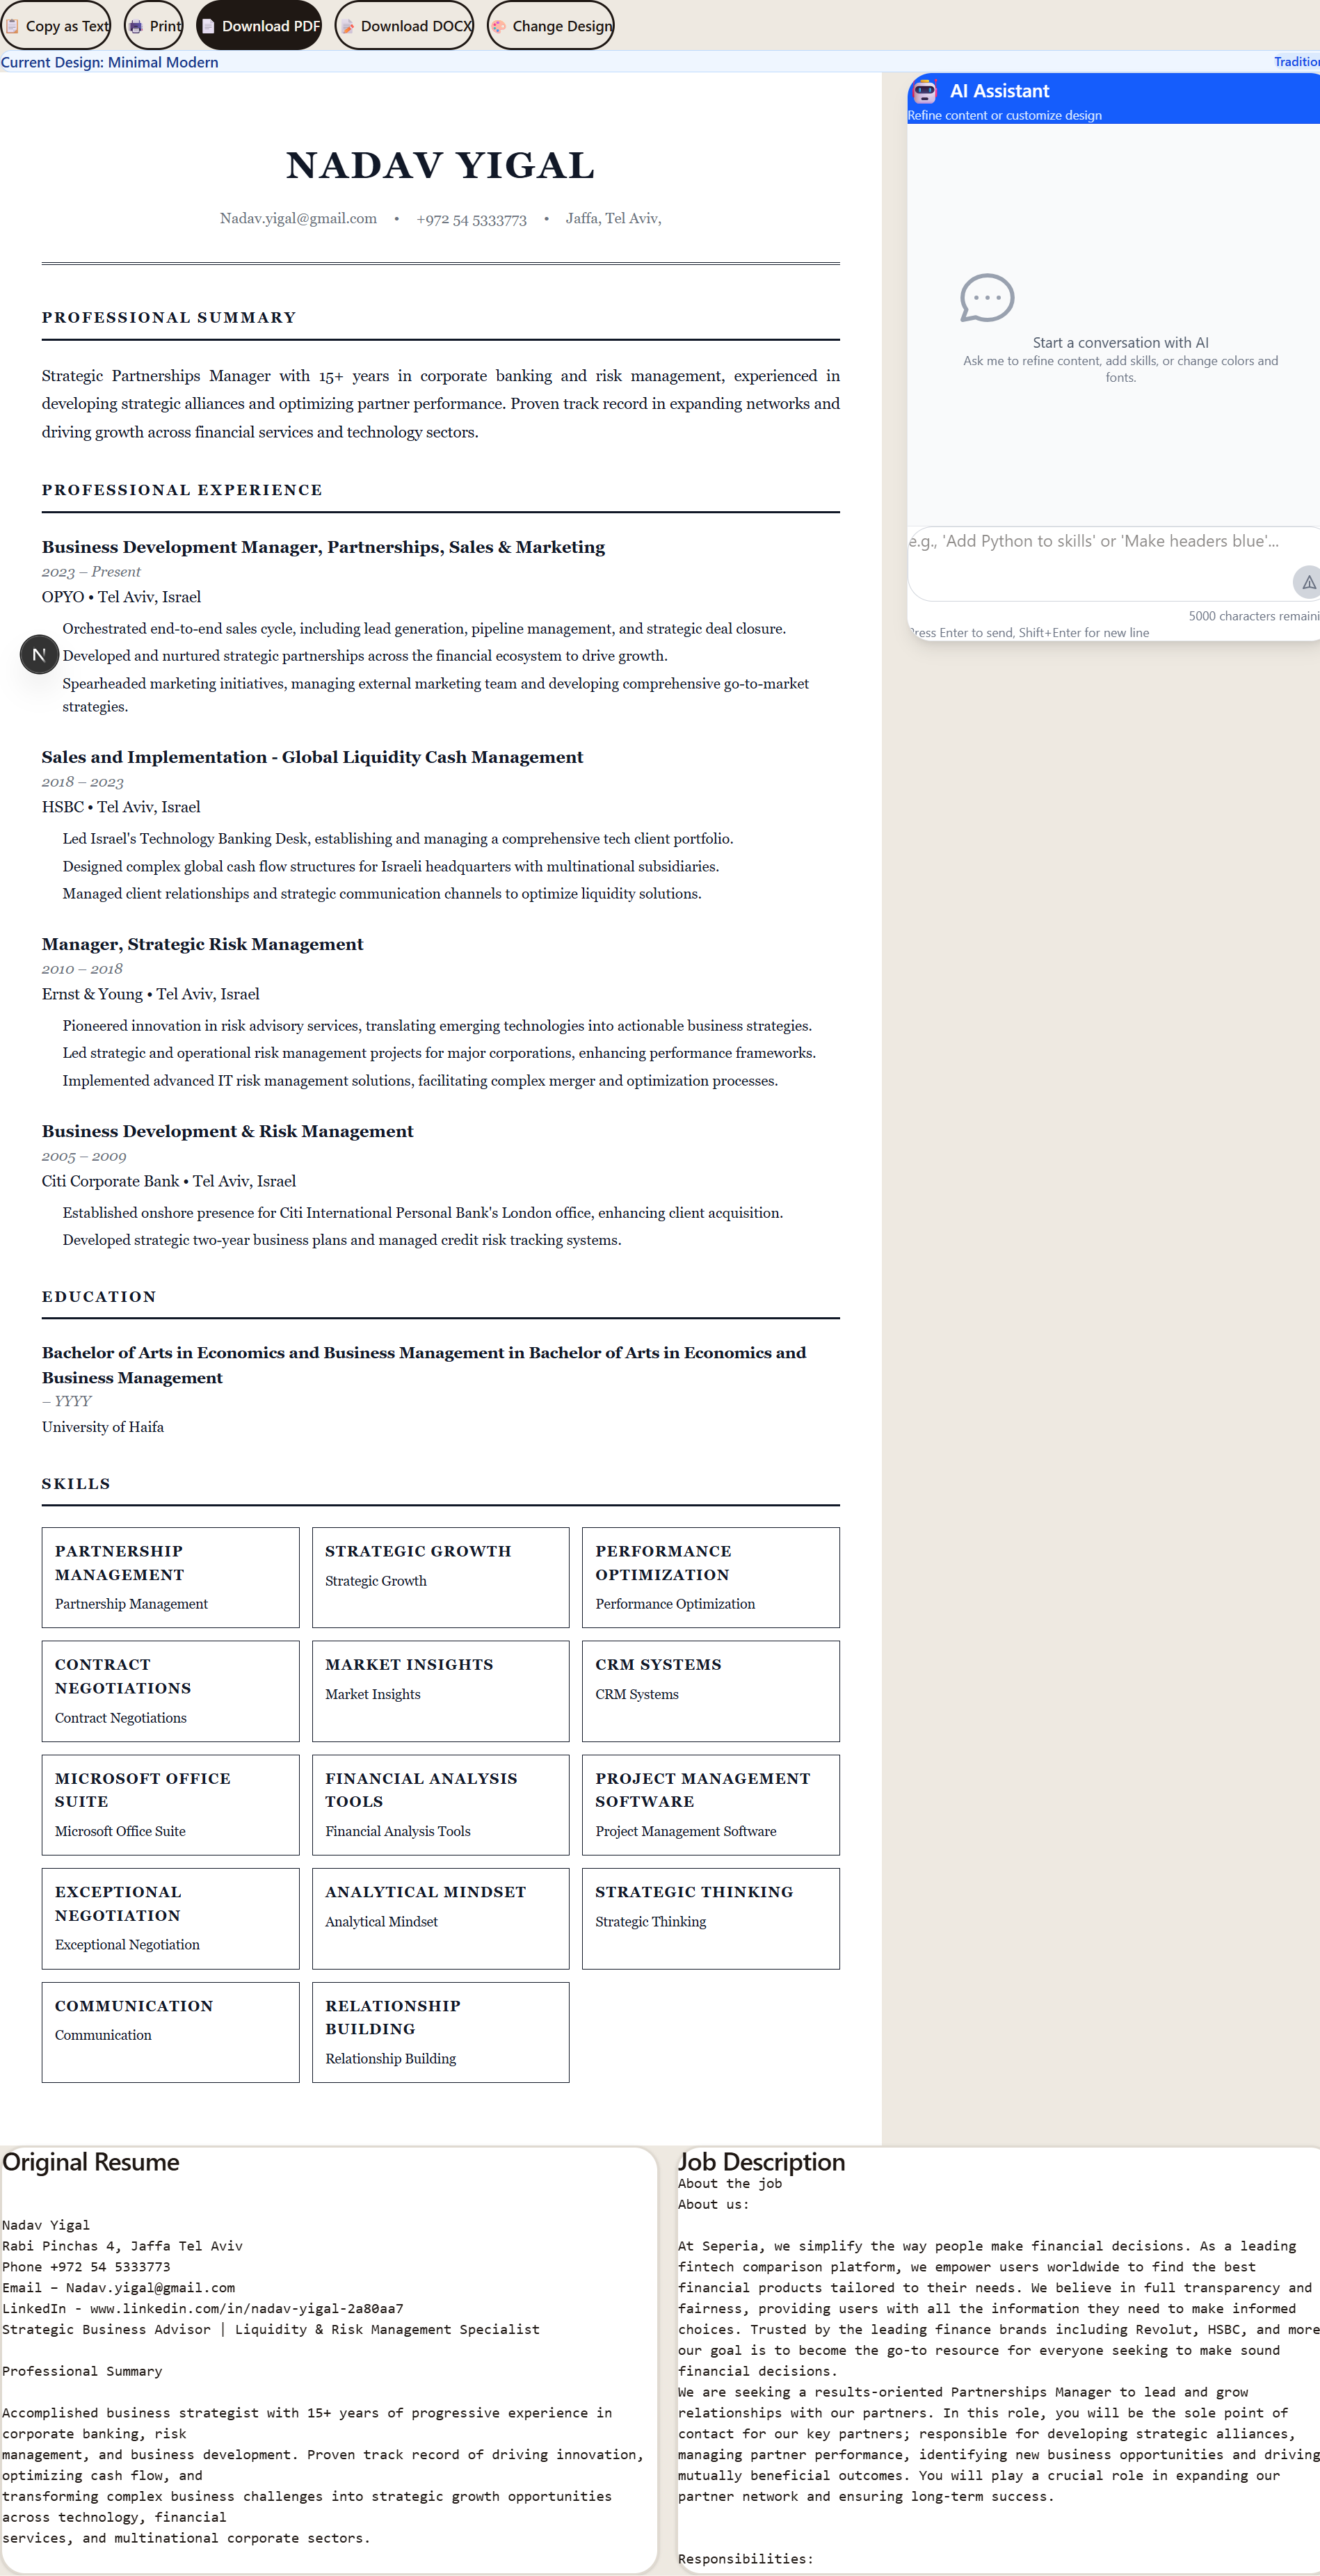 Copy as Text
Print
Download PDF
Download DOCX
Change Design
Current Design: Minimal Modern
NADAV YIGAL
Nadav.yigal@gmail.com • +972 54 5333773 • Jaffa, Tel Aviv,
PROFESSIONAL SUMMARY
Strategic Partnerships Manager with 15+ years in corporate banking and risk management, experienced in
developing strategic alliances and optimizing partner performance. Proven track record in expanding networks and
driving growth across financial services and technology sectors.
PROFESSIONAL EXPERIENCE
Business Development Manager, Partnerships, Sales & Marketing
2023 – Present
OPYO • Tel Aviv, Israel
Orchestrated end-to-end sales cycle, including lead generation, pipeline management, and strategic deal closure.
N
Developed and nurtured strategic partnerships across the financial ecosystem to drive growth.
Spearheaded marketing initiatives, managing external marketing team and developing comprehensive go-to-market
strategies.
Sales and Implementation - Global Liquidity Cash Management
2018 – 2023
HSBC • Tel Aviv, Israel
Led Israel's Technology Banking Desk, establishing and managing a comprehensive tech client portfolio.
Designed complex global cash flow structures for Israeli headquarters with multinational subsidiaries.
Managed client relationships and strategic communication channels to optimize liquidity solutions.
Manager, Strategic Risk Management
2010 – 2018
Ernst & Young • Tel Aviv, Israel
Pioneered innovation in risk advisory services, translating emerging technologies into actionable business strategies.
Led strategic and operational risk management projects for major corporations, enhancing performance frameworks.
Implemented advanced IT risk management solutions, facilitating complex merger and optimization processes.
Business Development & Risk Management
2005 – 2009
Citi Corporate Bank • Tel Aviv, Israel
Established onshore presence for Citi International Personal Bank's London office, enhancing client acquisition.
Developed strategic two-year business plans and managed credit risk tracking systems.
EDUCATION
Bachelor of Arts in Economics and Business Management in Bachelor of Arts in Economics and
Business Management
– YYYY
University of Haifa
SKILLS
PARTNERSHIP
MANAGEMENT
Partnership Management
STRATEGIC GROWTH
Strategic Growth
PERFORMANCE
OPTIMIZATION
Performance Optimization
CONTRACT
NEGOTIATIONS
Contract Negotiations
MARKET INSIGHTS
Market Insights
CRM SYSTEMS
CRM Systems
MICROSOFT OFFICE
SUITE
Microsoft Office Suite
FINANCIAL ANALYSIS
TOOLS
Financial Analysis Tools
PROJECT MANAGEMENT
SOFTWARE
Project Management Software
EXCEPTIONAL
NEGOTIATION
Exceptional Negotiation
ANALYTICAL MINDSET
Analytical Mindset
STRATEGIC THINKING
Strategic Thinking
COMMUNICATION
Communication
RELATIONSHIP
BUILDING
Relationship Building
AI Assistant
Refine content or customize design
Start a conversation with AI
Ask me to refine content, add skills, or change colors and
fonts.
e.g., 'Add Python to skills' or 'Make headers blue'...
5000 characters
Press Enter to send, Shift+Enter for new line
Original Resume
Nadav Yigal
Rabi Pinchas 4, Jaffa Tel Aviv
Phone +972 54 5333773
Email – Nadav.yigal@gmail.com
LinkedIn - www.linkedin.com/in/nadav-yigal-2a80aa7
Strategic Business Advisor | Liquidity & Risk Management Specialist
Professional Summary
Accomplished business strategist with 15+ years of progressive experience in
corporate banking, risk
management, and business development. Proven track record of driving innovation,
optimizing cash flow, and
transforming complex business challenges into strategic growth opportunities
across technology, financial
services, and multinational corporate sectors.
Job Description
About the job
About us:
At Seperia, we simplify the way people make financial decisions. As a leading
fintech comparison platform, we empower users worldwide to find the best
financial products tailored to their needs. We believe in full transparency and
fairness, providing users with all the information they need to make informed
choices. Trusted by the leading finance brands including Revolut, HSBC, and more
our goal is to become the go-to resource for everyone seeking to make sound
financial decisions.
We are seeking a results-oriented Partnerships Manager to lead and grow
relationships with our partners. In this role, you will be the sole point of
contact for our key partners; responsible for developing strategic alliances,
managing partner performance, identifying new business opportunities and driving
mutually beneficial outcomes. You will play a crucial role in expanding our
partner network and ensuring long-term success.
Responsibilities: